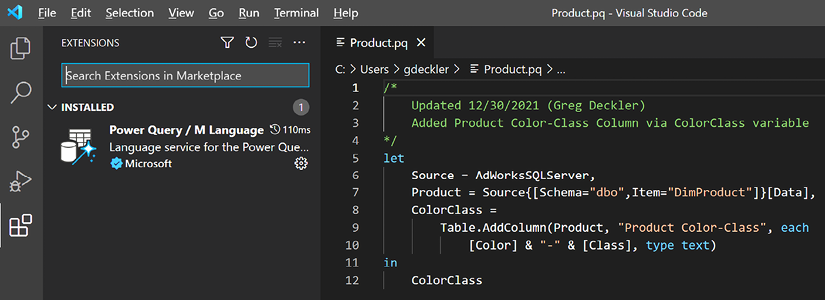 File Edit Selection View Go Run Terminal Help Product.pq - Visual Studio Code
EXTENSIONS
Search Extensions in Marketplace
INSTALLED 1
Power Query / M Language 110ms
Language service for the Power Que...
Microsoft
Product.pq
C: > Users > gdeckler > Product.pq > ...
1 /*
2 Updated 12/30/2021 (Greg Deckler)
3 Added Product Color-Class Column via ColorClass variable
4 */
5 let
6 Source = AdWorksSQLServer,
7 Product = Source{[Schema="dbo",Item="DimProduct"]}[Data],
8 ColorClass =
9 Table.AddColumn(Product, "Product Color-Class", each
10 [Color] & "-" & [Class], type text)
11 in
12 ColorClass